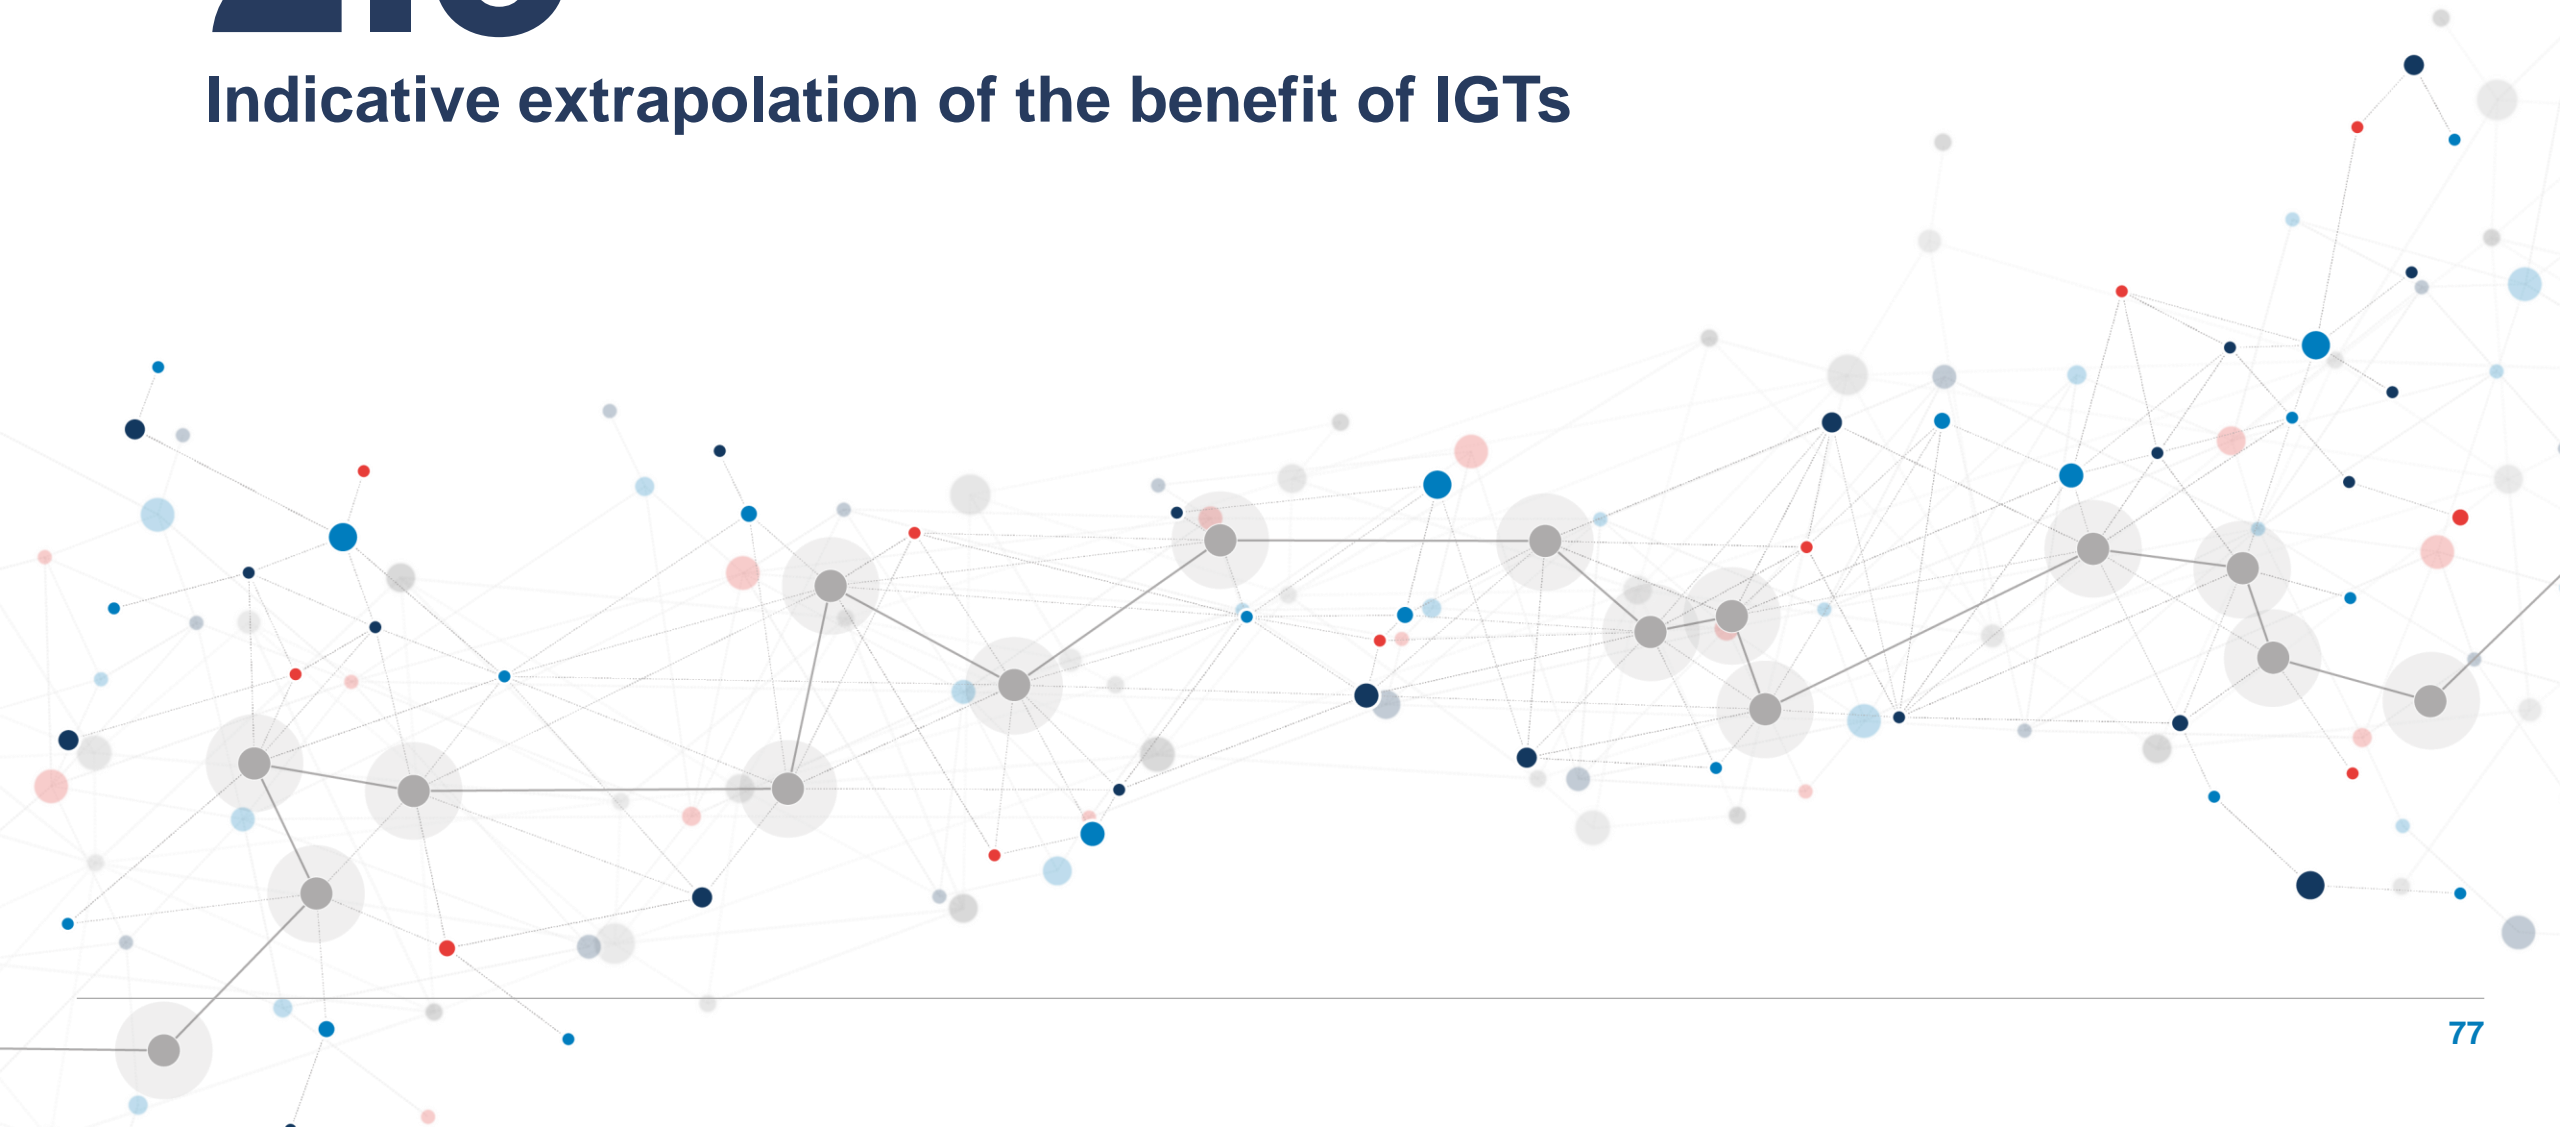 Indicative extrapolation of the benefit of IGTs
77